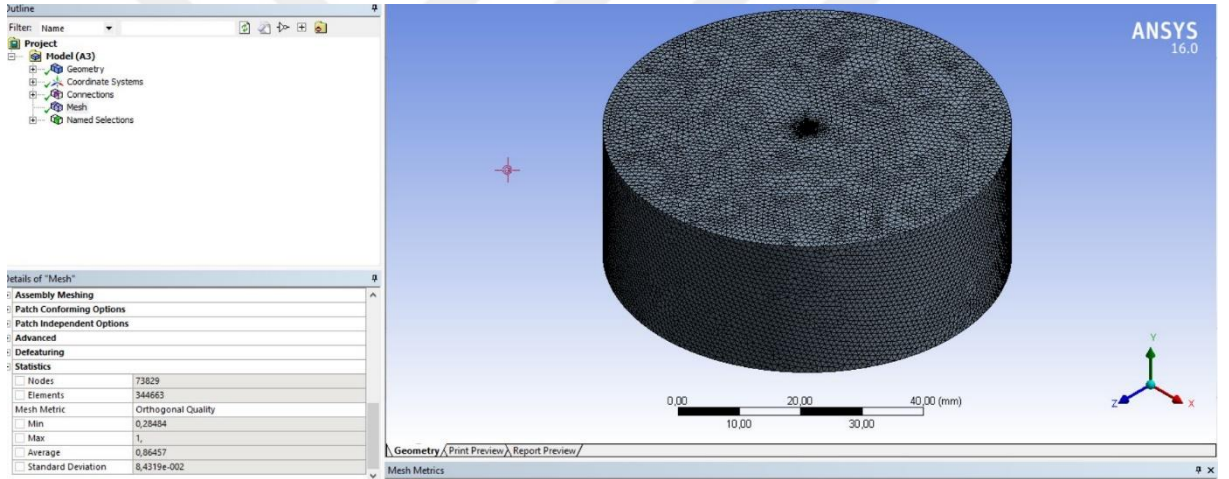 Outline
Filter: Name
Project
Model (A3)
Geometry
Coordinate Systems
Connections
Mesh
Named Selections
Details of "Mesh"
Assembly Meshing
Patch Conforming Options
Patch Independent Options
Advanced
Defeaturing
Statistics
Nodes 73829
Elements 344663
Mesh Metric Orthogonal Quality
Min 0,28484
Max 1,
Average 0,86457
Standard Deviation 8,4319e-002
ANSYS
16.0
0,00 20,00 40,00 (mm)
10,00 30,00
Y
Z X
Geometry Print Preview Report Preview
Mesh Metrics